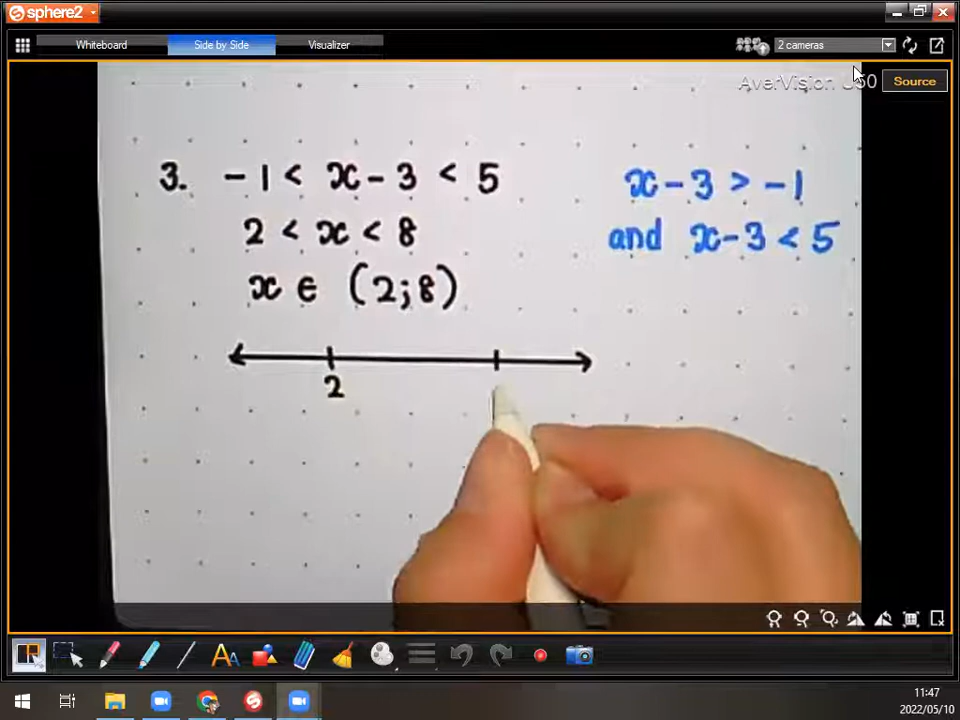 sphere2
Whiteboard
Side by Side
Visualizer
2 cameras
Source
3. -1 < x - 3 < 5
2 < x < 8
x ∈ (2;8)
2
x - 3 > -1
and x - 3 < 5
11:47
2022/05/10